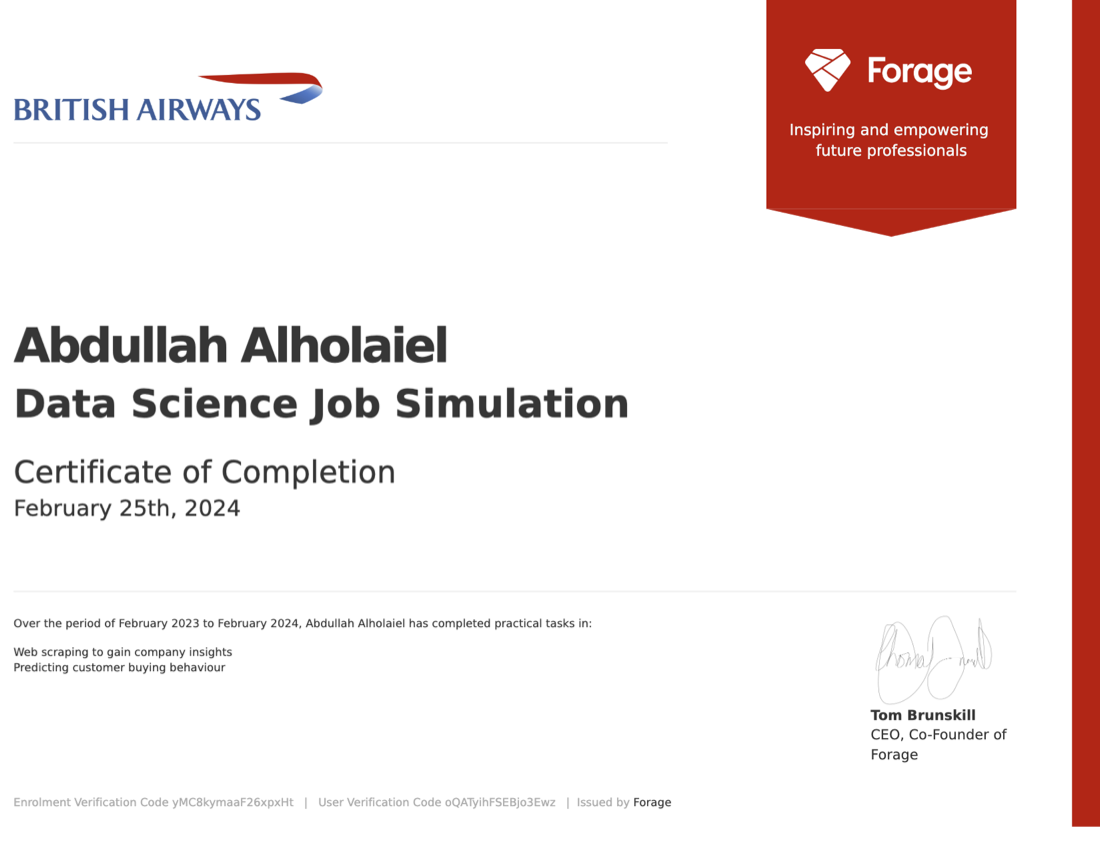 BRITISH AIRWAYS
Forage
Inspiring and empowering
future professionals
Abdullah Alholaiel
Data Science Job Simulation
Certificate of Completion
February 25th, 2024
Over the period of February 2023 to February 2024, Abdullah Alholaiel has completed practical tasks in:
Web scraping to gain company insights
Predicting customer buying behaviour
Tom Brunskill
CEO, Co-Founder of
Forage
Enrolment Verification Code yMC8kymaaF26xpxHt | User Verification Code oQATyihFSEBjo3Ewz | Issued by Forage